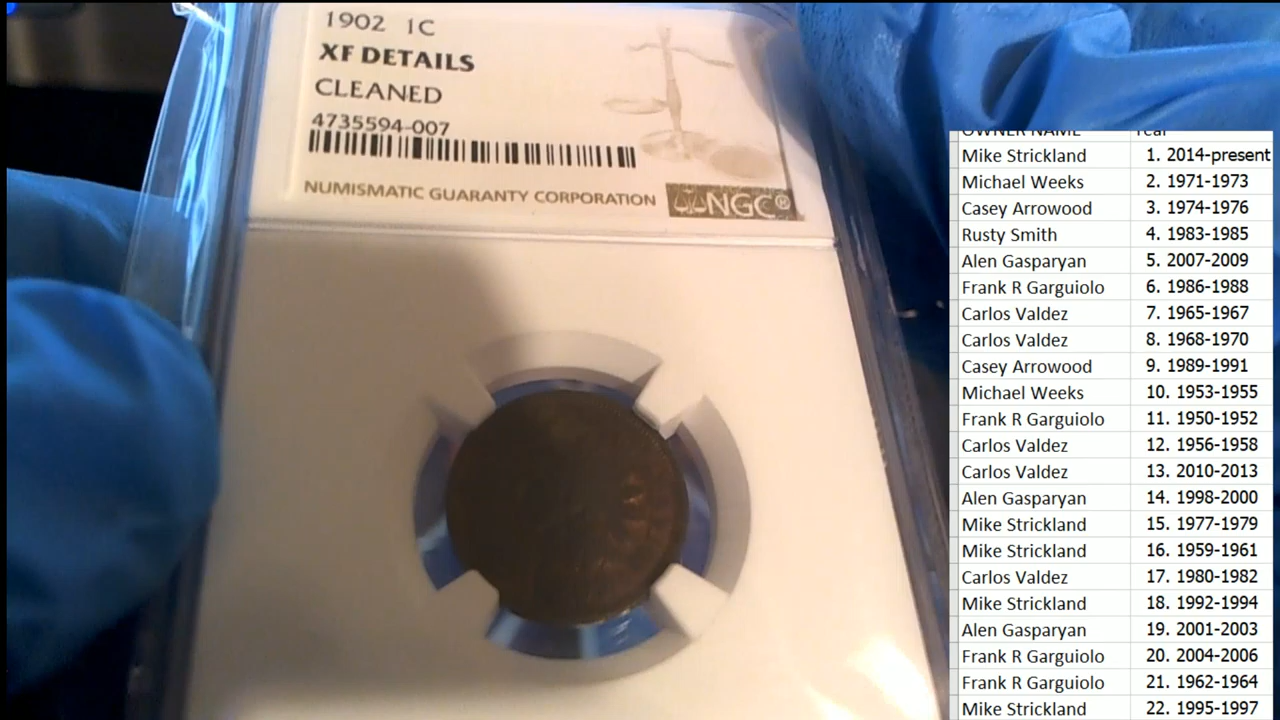 1902 1C
XF DETAILS
CLEANED
4735594-007
NUMISMATIC GUARANTY CORPORATION NGC®
OWNER NAME Year
Mike Strickland 1. 2014-present
Michael Weeks 2. 1971-1973
Casey Arrowood 3. 1974-1976
Rusty Smith 4. 1983-1985
Alen Gasparyan 5. 2007-2009
Frank R Garguiolo 6. 1986-1988
Carlos Valdez 7. 1965-1967
Carlos Valdez 8. 1968-1970
Casey Arrowood 9. 1989-1991
Michael Weeks 10. 1953-1955
Frank R Garguiolo 11. 1950-1952
Carlos Valdez 12. 1956-1958
Carlos Valdez 13. 2010-2013
Alen Gasparyan 14. 1998-2000
Mike Strickland 15. 1977-1979
Mike Strickland 16. 1959-1961
Carlos Valdez 17. 1980-1982
Mike Strickland 18. 1992-1994
Alen Gasparyan 19. 2001-2003
Frank R Garguiolo 20. 2004-2006
Frank R Garguiolo 21. 1962-1964
Mike Strickland 22. 1995-1997